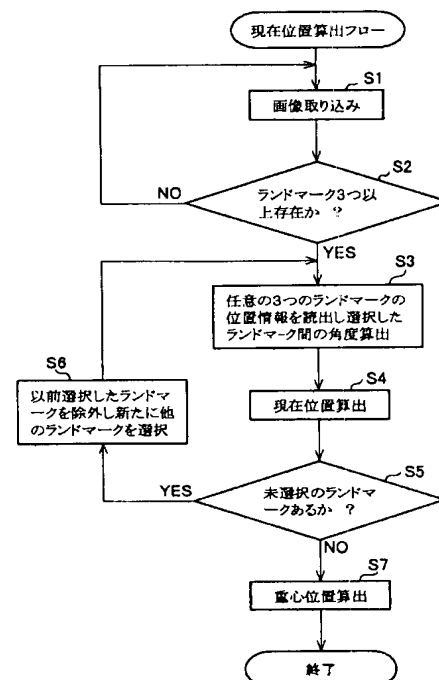 現在位置算出フロー
S1
画像取り込み
S2
ランドマーク3つ以
上存在か ?
NO
YES
S3
任意の3つのランドマークの
位置情報を読出し選択した
ランドマーク間の角度算出
S6
以前選択したランドマ
ークを除外し新たに他
のランドマークを選択
S4
現在位置算出
S5
未選択のランドマ
ークあるか ?
YES
NO
S7
重心位置算出
終了